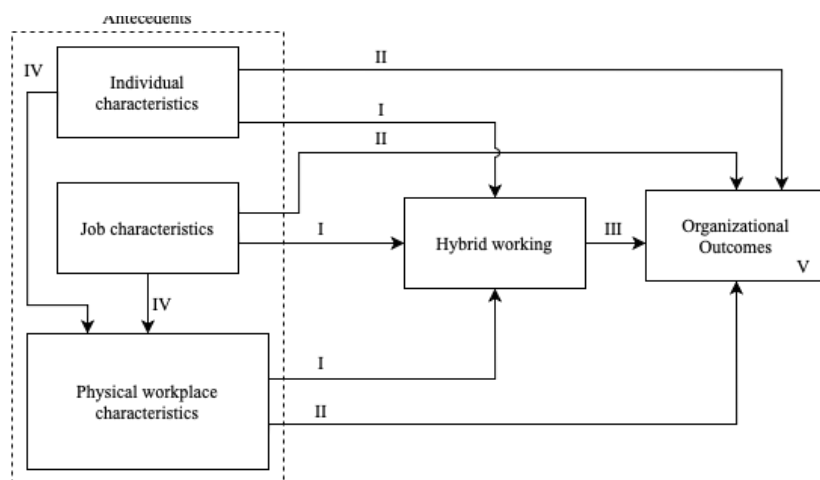 Antecedents
IV
Individual
characteristics
II
I
II
Job characteristics
I
Hybrid working
III
Organizational
Outcomes
V
IV
Physical workplace
characteristics
I
II